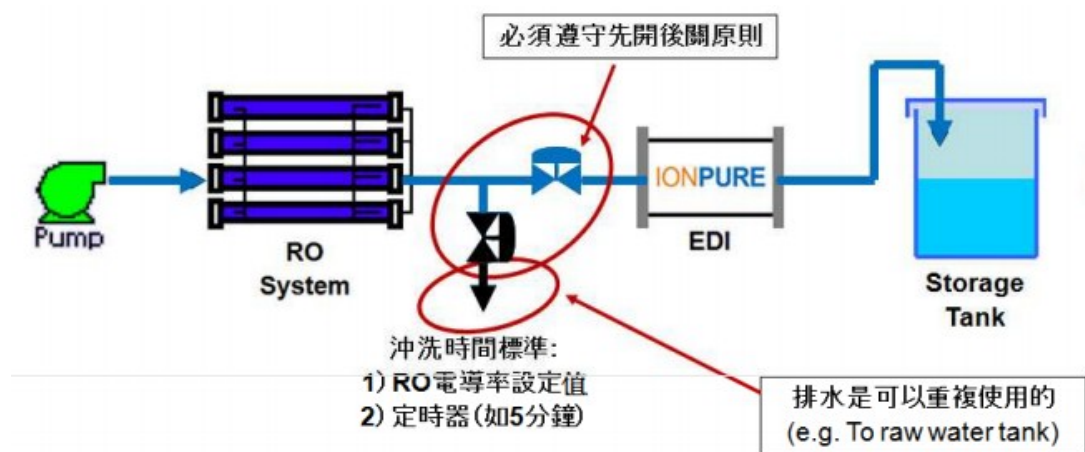 必須遵守先開後關原則
Pump
RO
System
IONPURE
EDI
Storage
Tank
沖洗時間標準:
1) RO電導率設定值
2) 定時器(如5分鐘)
排水是可以重複使用的
(e.g. To raw water tank)